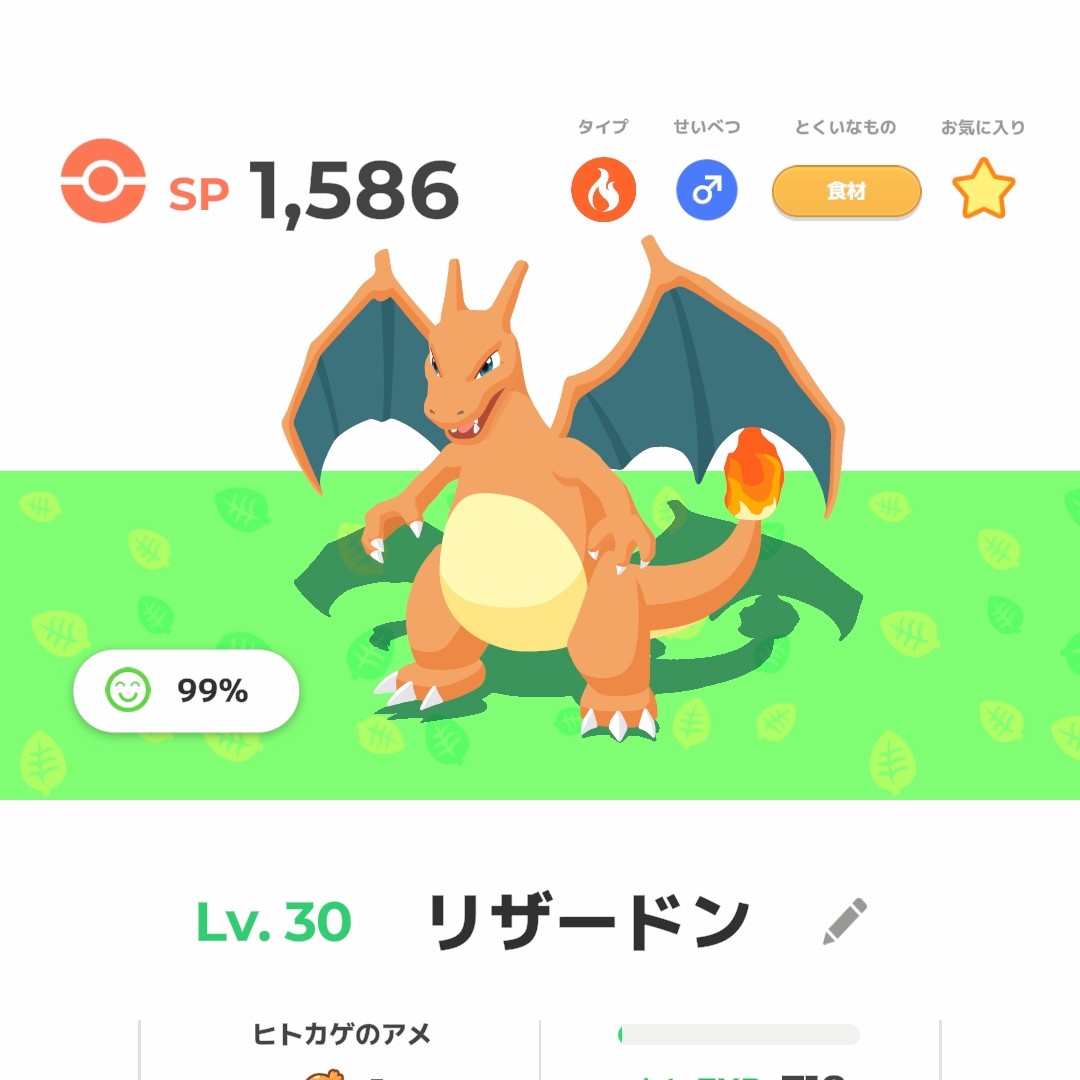 タイプ せいべつ とくいなもの お気に入り
SP 1,586 食材
99%
Lv. 30 リザードン
ヒトカゲのアメ